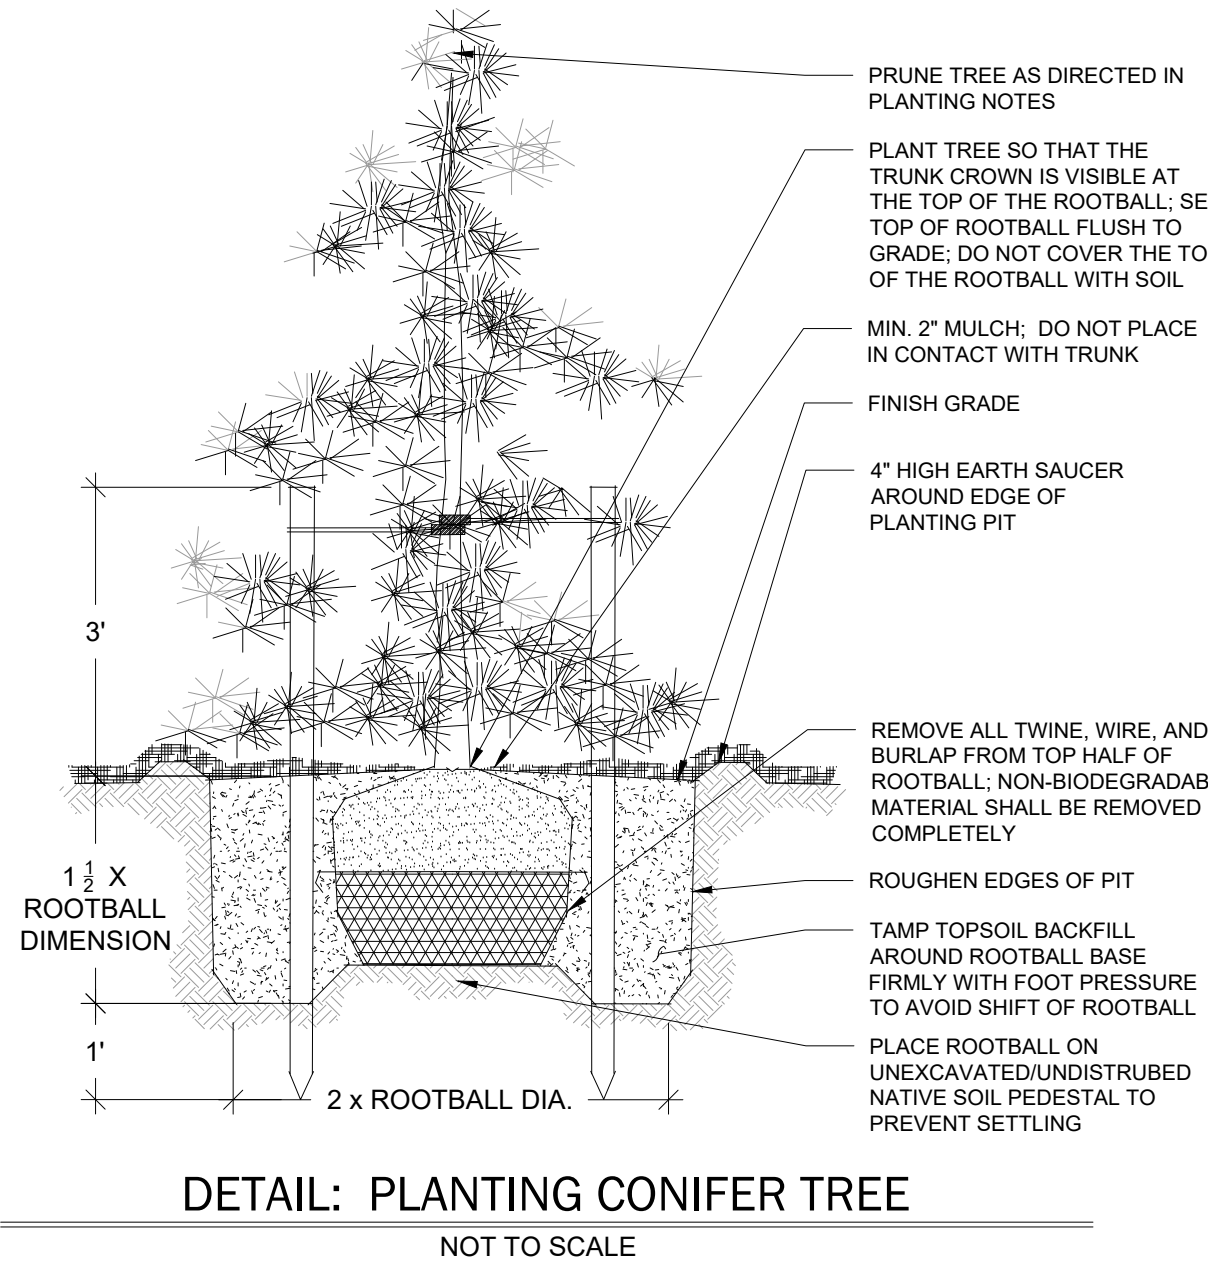 PRUNE TREE AS DIRECTED IN
PLANTING NOTES
PLANT TREE SO THAT THE
TRUNK CROWN IS VISIBLE AT
THE TOP OF THE ROOTBALL; SE
TOP OF ROOTBALL FLUSH TO
GRADE; DO NOT COVER THE TO
OF THE ROOTBALL WITH SOIL
MIN. 2" MULCH; DO NOT PLACE
IN CONTACT WITH TRUNK
FINISH GRADE
4" HIGH EARTH SAUCER
AROUND EDGE OF
PLANTING PIT
3'
REMOVE ALL TWINE, WIRE, AND
BURLAP FROM TOP HALF OF
ROOTBALL; NON-BIODEGRADAB
MATERIAL SHALL BE REMOVED
COMPLETELY
1 1/2 X
ROOTBALL
DIMENSION
ROUGHEN EDGES OF PIT
TAMP TOPSOIL BACKFILL
AROUND ROOTBALL BASE
FIRMLY WITH FOOT PRESSURE
TO AVOID SHIFT OF ROOTBALL
1'
PLACE ROOTBALL ON
UNEXCAVATED/UNDISTRUBED
NATIVE SOIL PEDESTAL TO
PREVENT SETTLING
2 x ROOTBALL DIA.
DETAIL: PLANTING CONIFER TREE
NOT TO SCALE